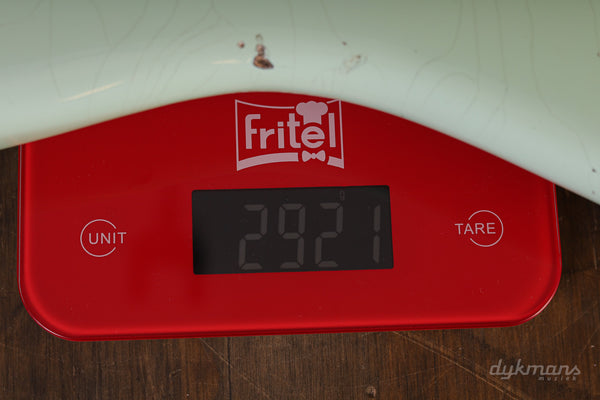 Fritel
2921
UNIT
TARE
dykmans
muziek